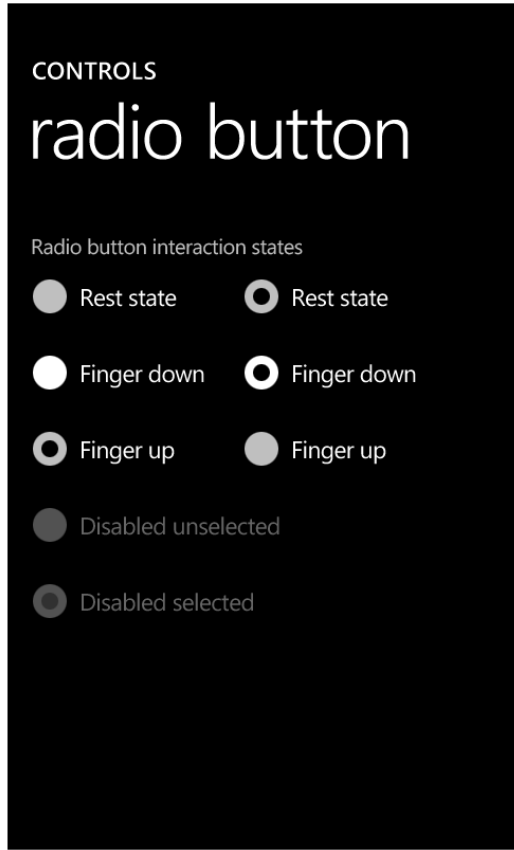 CONTROLS
radio button
Radio button interaction states
Rest state Rest state
Finger down Finger down
Finger up Finger up
Disabled unselected
Disabled selected